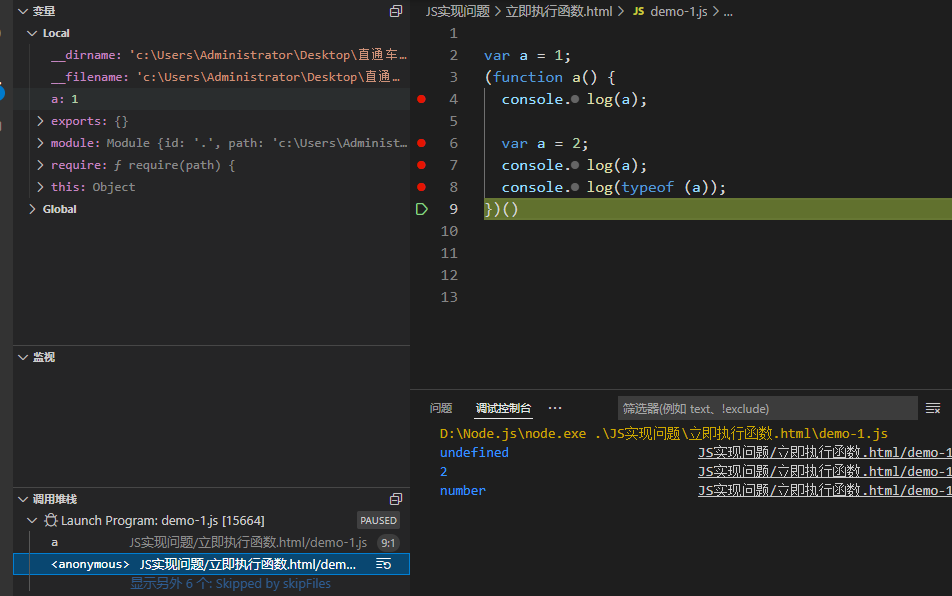 变量
Local
__dirname: 'c:\Users\Administrator\Desktop\直通车…
__filename: 'c:\Users\Administrator\Desktop\直通…
a: 1
exports: {}
module: Module {id: '.', path: 'c:\Users\Administ…
require: ƒ require(path) {
this: Object
Global
监视
调用堆栈
Launch Program: demo-1.js [15664] PAUSED
a JS实现问题/立即执行函数.html/demo-1.js 9:1
<anonymous> JS实现问题/立即执行函数.html/dem...
显示另外 6 个: Skipped by skipFiles
JS实现问题 > 立即执行函数.html > JS demo-1.js > ...
1
2 var a = 1;
3 (function a() {
4 console. log(a);
5
6 var a = 2;
7 console. log(a);
8 console. log(typeof (a));
9 })()
10
11
12
13
问题 调试控制台 ··· 筛选器(例如 text、!exclude)
D:\Node.js\node.exe .\JS实现问题\立即执行函数.html\demo-1.js
undefined JS实现问题/立即执行函数.html/demo-1
2 JS实现问题/立即执行函数.html/demo-1
number JS实现问题/立即执行函数.html/demo-1